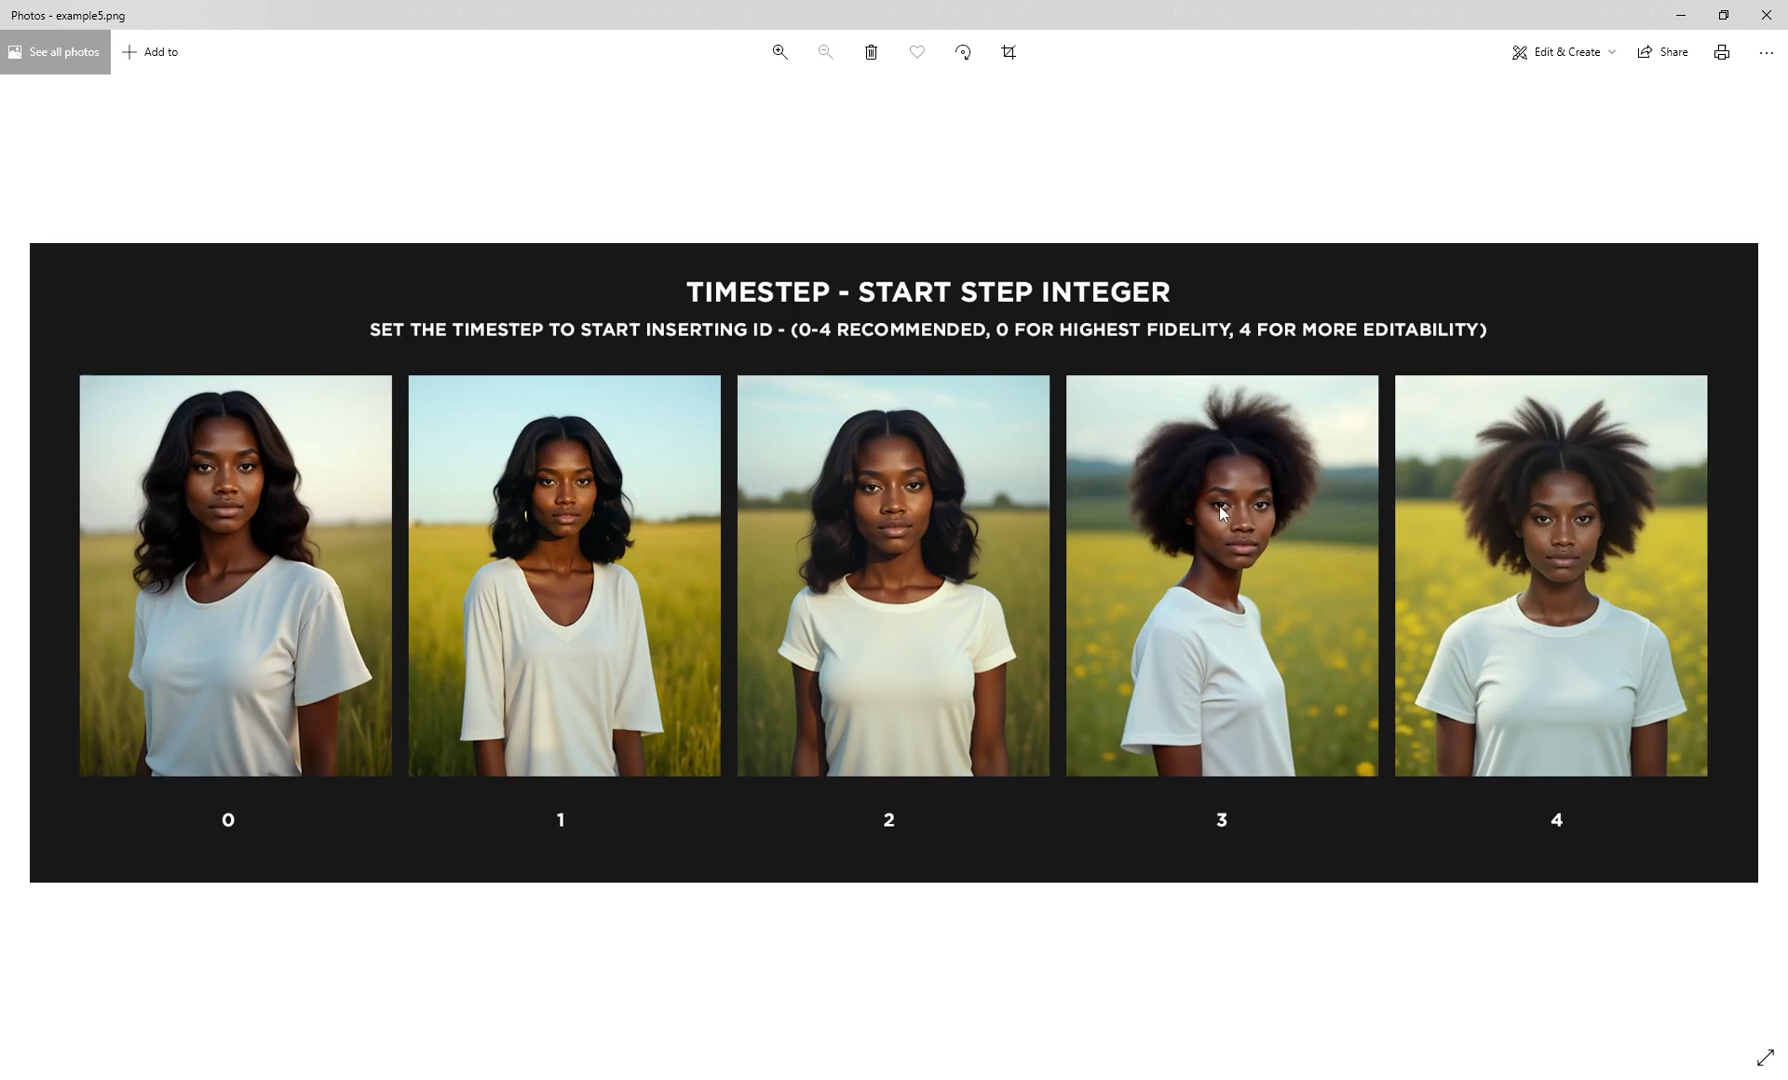 Photos - example5.png
See all photos
Add to
Edit & Create
Share
TIMESTEP - START STEP INTEGER
SET THE TIMESTEP TO START INSERTING ID - (0-4 RECOMMENDED, 0 FOR HIGHEST FIDELITY, 4 FOR MORE EDITABILITY)
0
1
2
3
4